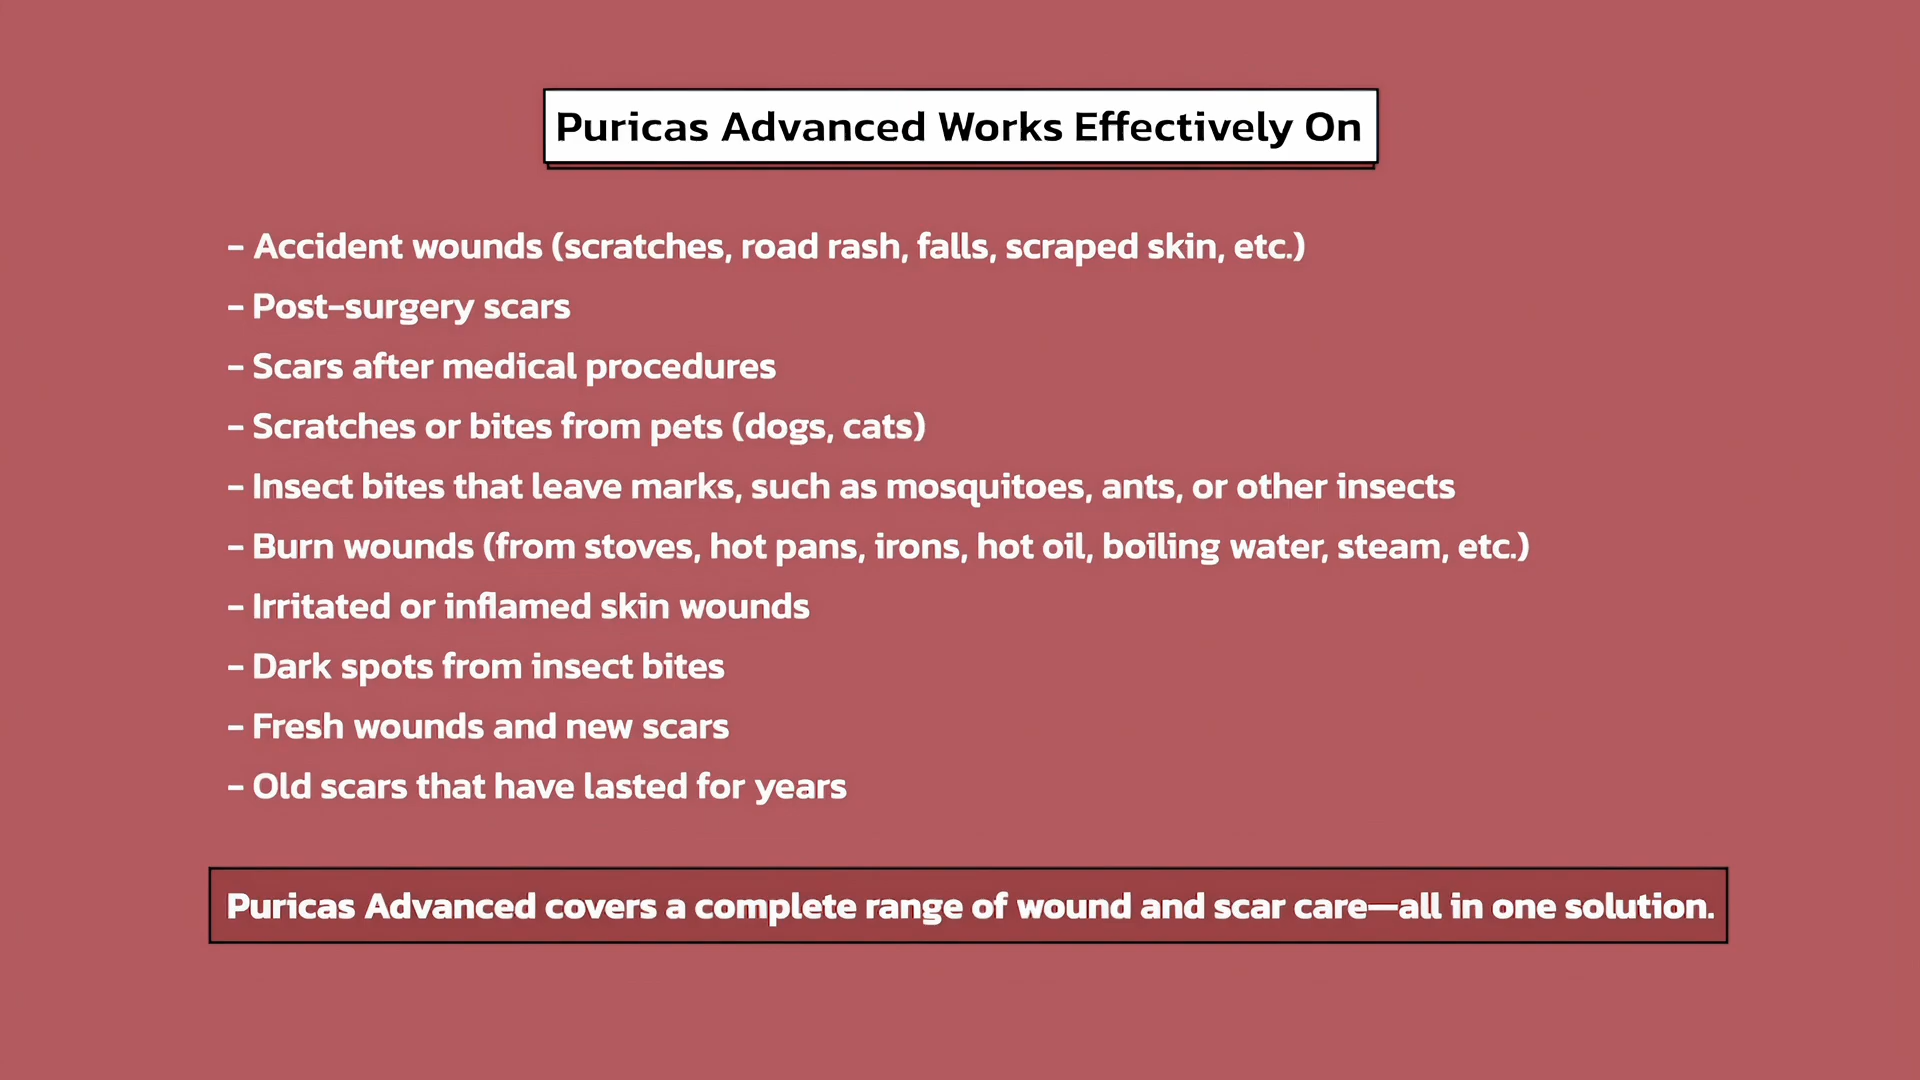 Puricas Advanced Works Effectively On
- Accident wounds (scratches, road rash, falls, scraped skin, etc.)
- Post-surgery scars
- Scars after medical procedures
- Scratches or bites from pets (dogs, cats)
- Insect bites that leave marks, such as mosquitoes, ants, or other insects
- Burn wounds (from stoves, hot pans, irons, hot oil, boiling water, steam, etc.)
- Irritated or inflamed skin wounds
- Dark spots from insect bites
- Fresh wounds and new scars
- Old scars that have lasted for years
Puricas Advanced covers a complete range of wound and scar care—all in one solution.